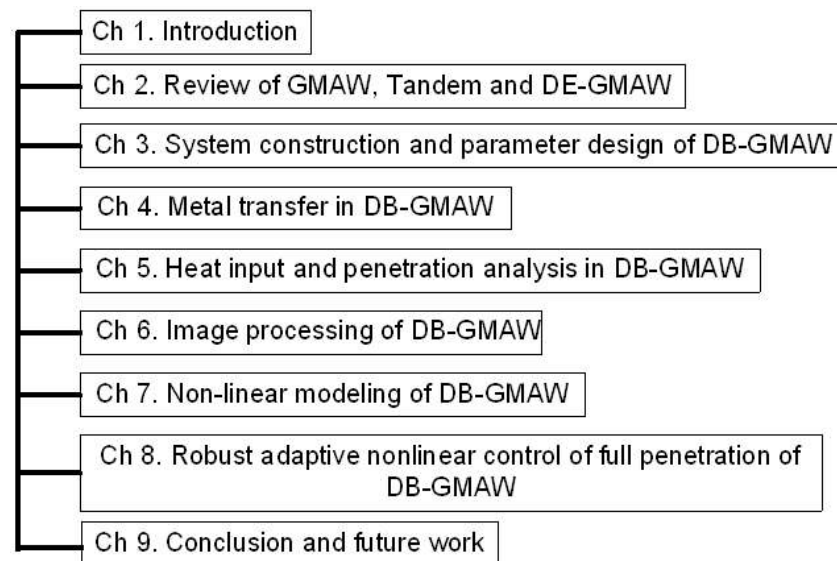 Ch 1. Introduction
Ch 2. Review of GMAW, Tandem and DE-GMAW
Ch 3. System construction and parameter design of DB-GMAW
Ch 4. Metal transfer in DB-GMAW
Ch 5. Heat input and penetration analysis in DB-GMAW
Ch 6. Image processing of DB-GMAW
Ch 7. Non-linear modeling of DB-GMAW
Ch 8. Robust adaptive nonlinear control of full penetration of
DB-GMAW
Ch 9. Conclusion and future work